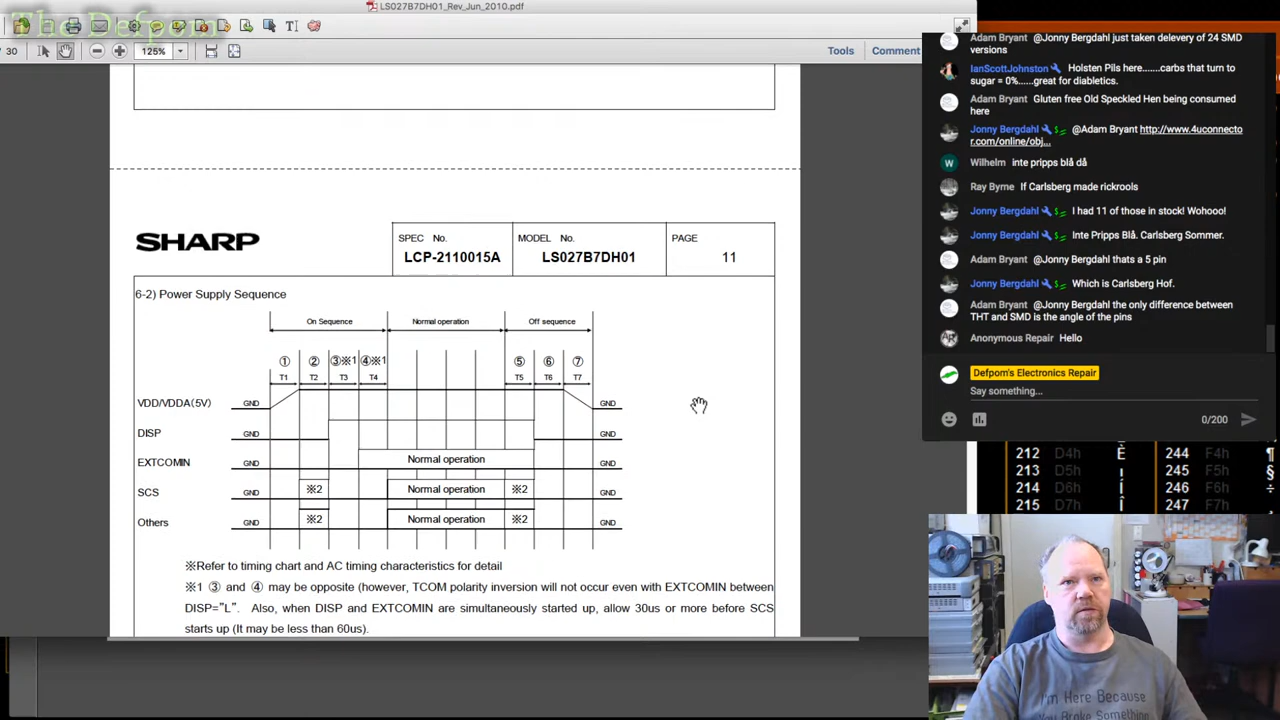 The Defpom
LS027B7DH01_Rev_Jun_2010.pdf
/ 30
125%
Tools
Comment
SHARP
SPEC No.
LCP-2110015A
MODEL No.
LS027B7DH01
PAGE
11
6-2) Power Supply Sequence
On Sequence
Normal operation
Off sequence
① ② ③※1 ④※1 ⑤ ⑥ ⑦
T1 T2 T3 T4 T5 T6 T7
VDD/VDDA(5V) GND GND
DISP GND GND
EXTCOMIN GND Normal operation GND
SCS GND ※2 Normal operation ※2 GND
Others GND ※2 Normal operation ※2 GND
※Refer to timing chart and AC timing characteristics for detail
※1 ③ and ④ may be opposite (however, TCOM polarity inversion will not occur even with EXTCOMIN between
DISP="L". Also, when DISP and EXTCOMIN are simultaneously started up, allow 30us or more before SCS
starts up (It may be less than 60us).
Adam Bryant @Jonny Bergdahl just taken delevery of 24 SMD
versions
IanScottJohnston Holsten Pils here.......carbs that turn to
sugar = 0%......great for diabletics.
Adam Bryant Gluten free Old Speckled Hen being consumed
here
Jonny Bergdahl @Adam Bryant http://www.4uconnecto
r.com/online/obj...
W Wilhelm inte pripps blå då
Ray Byrne If Carlsberg made rickrools
Jonny Bergdahl I had 11 of those in stock! Wohooo!
Jonny Bergdahl Inte Pripps Blå. Carlsberg Sommer.
Adam Bryant @Jonny Bergdahl thats a 5 pin
Jonny Bergdahl Which is Carlsberg Hof.
Adam Bryant @Jonny Bergdahl the only difference between
THT and SMD is the angle of the pins
Anonymous Repair Hello
Defpom's Electronics Repair
Say something...
0/200
212 D4h È 244 F4h ¶
213 D5h ı 245 F5h §
214 D6h Í 246 F6h ÷
215 D7h Î 247 F7h
I'm Here Because
You Broke Something